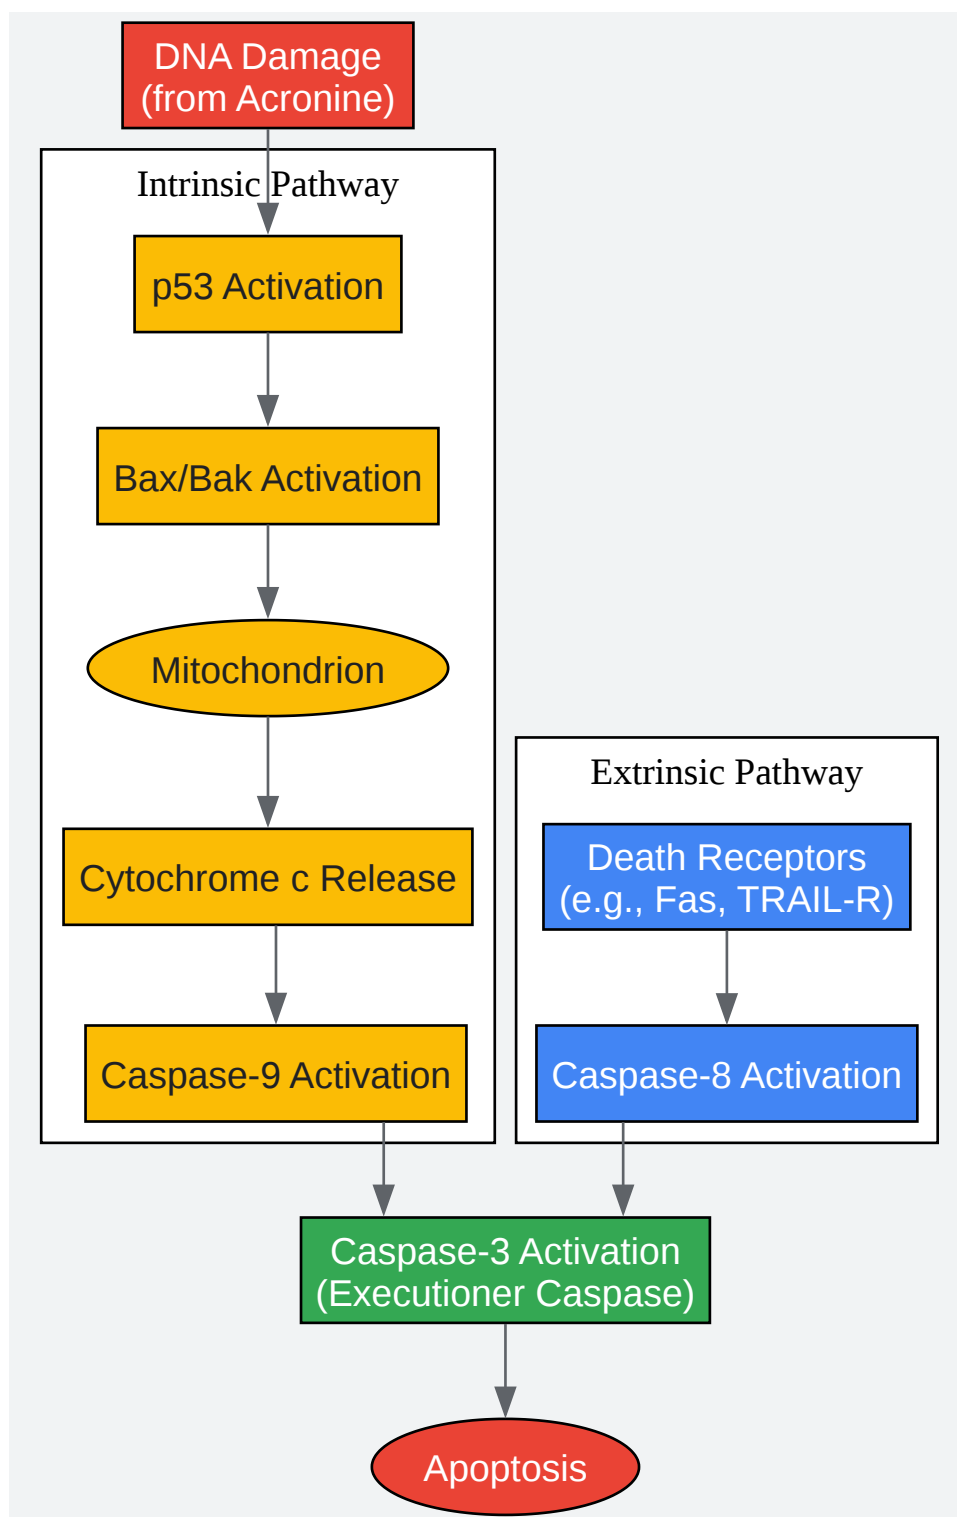 DNA Damage
(from Acronine)
Intrinsic Pathway
p53 Activation
Bax/Bak Activation
Mitochondrion
Cytochrome c Release
Caspase-9 Activation
Extrinsic Pathway
Death Receptors
(e.g., Fas, TRAIL-R)
Caspase-8 Activation
Caspase-3 Activation
(Executioner Caspase)
Apoptosis